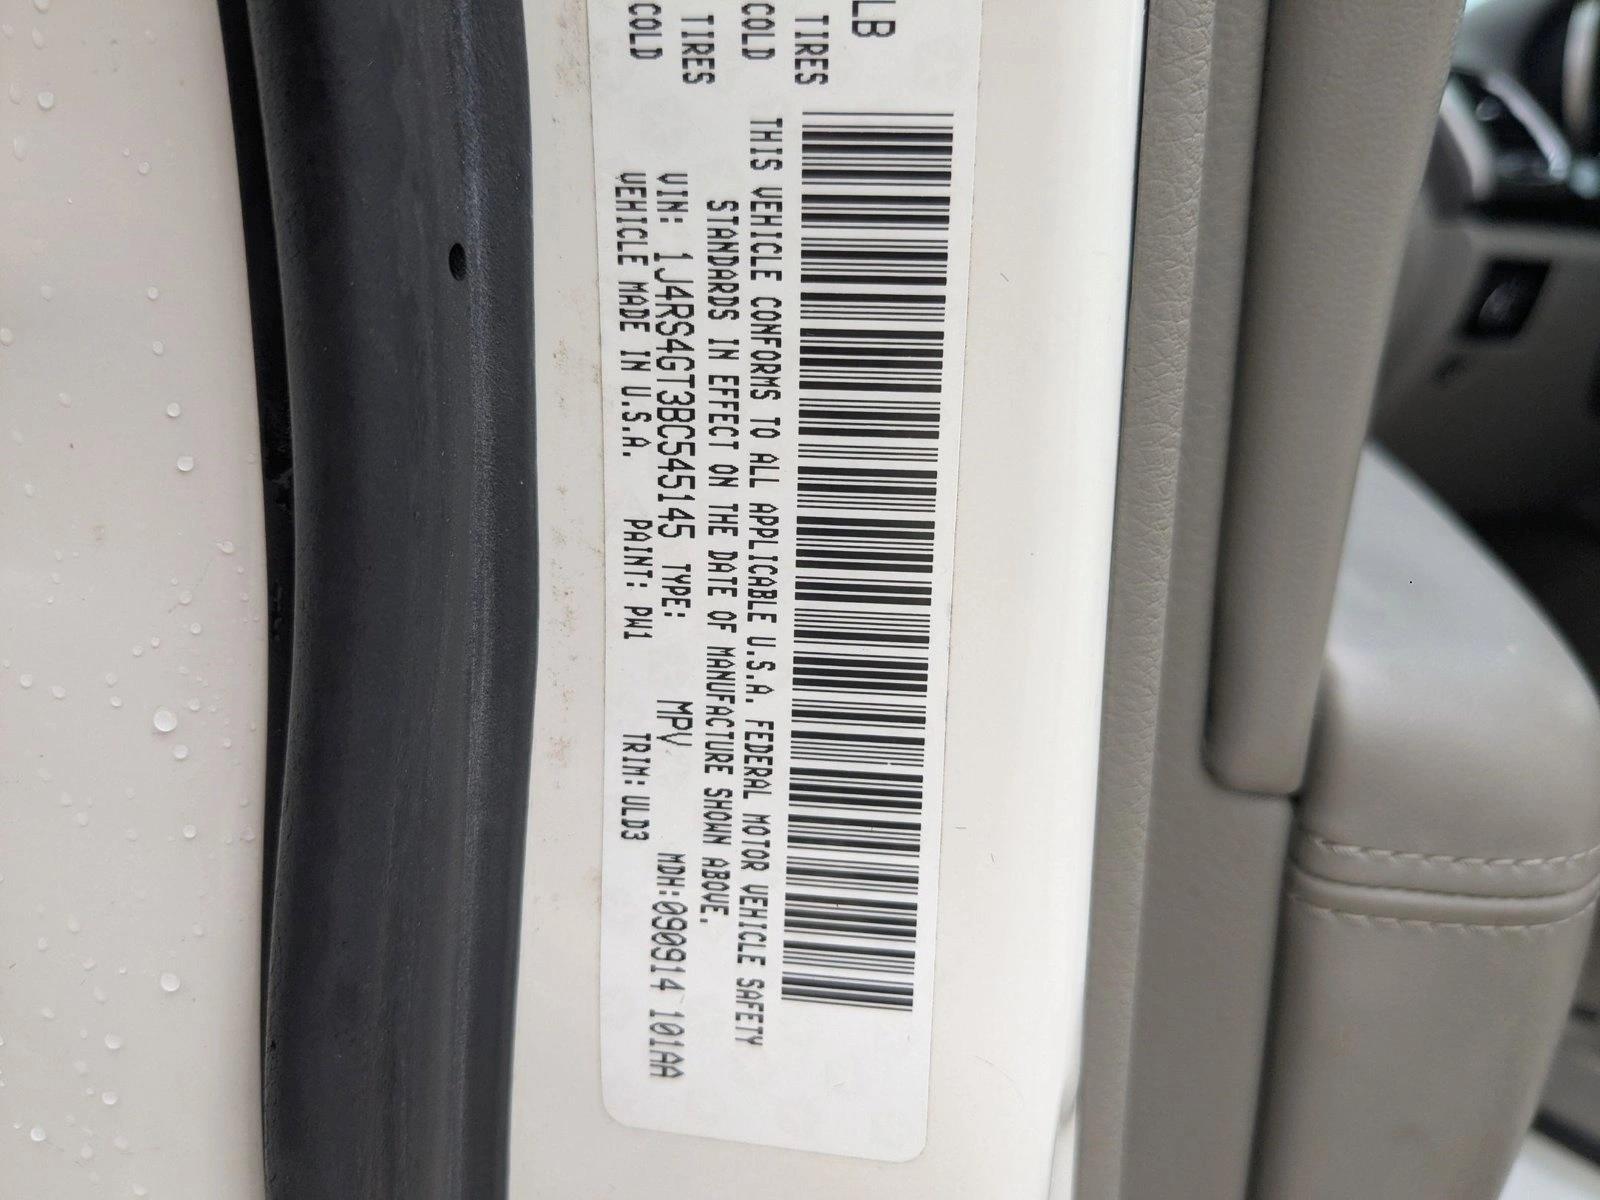 LB
TIRES
COLD
TIRES
COLD
THIS VEHICLE CONFORMS TO ALL APPLICABLE U.S.A. FEDERAL MOTOR VEHICLE SAFETY
STANDARDS IN EFFECT ON THE DATE OF MANUFACTURE SHOWN ABOVE.
VIN: 1J4RS4GT3BC545145 TYPE: MPV MDH:090914 101AA
VEHICLE MADE IN U.S.A. PAINT: PW1 TRIM: ULD3